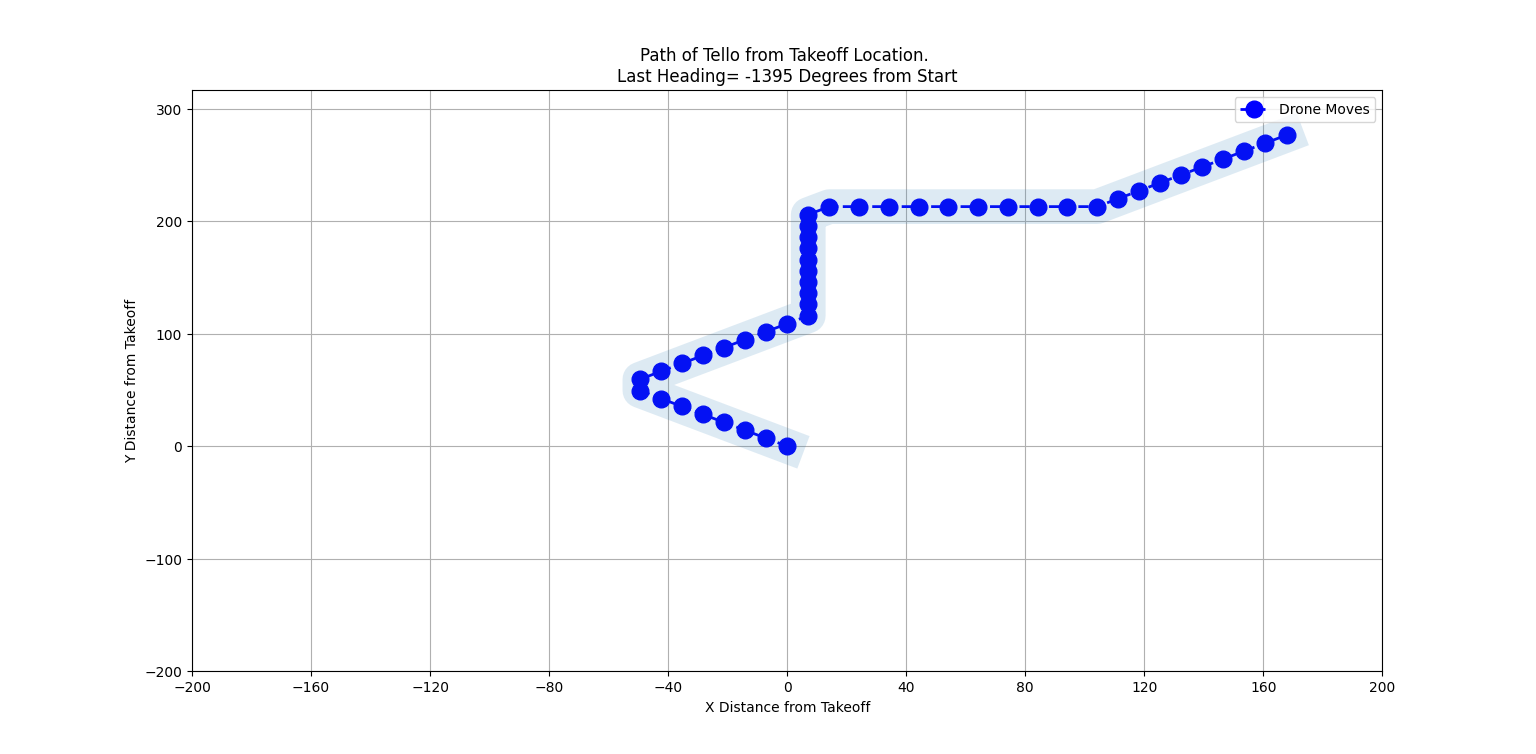 Path of Tello from Takeoff Location.
Last Heading= -1395 Degrees from Start
Drone Moves
300
200
100
0
−100
−200
Y Distance from Takeoff
−200 −160 −120 −80 −40 0 40 80 120 160 200
X Distance from Takeoff